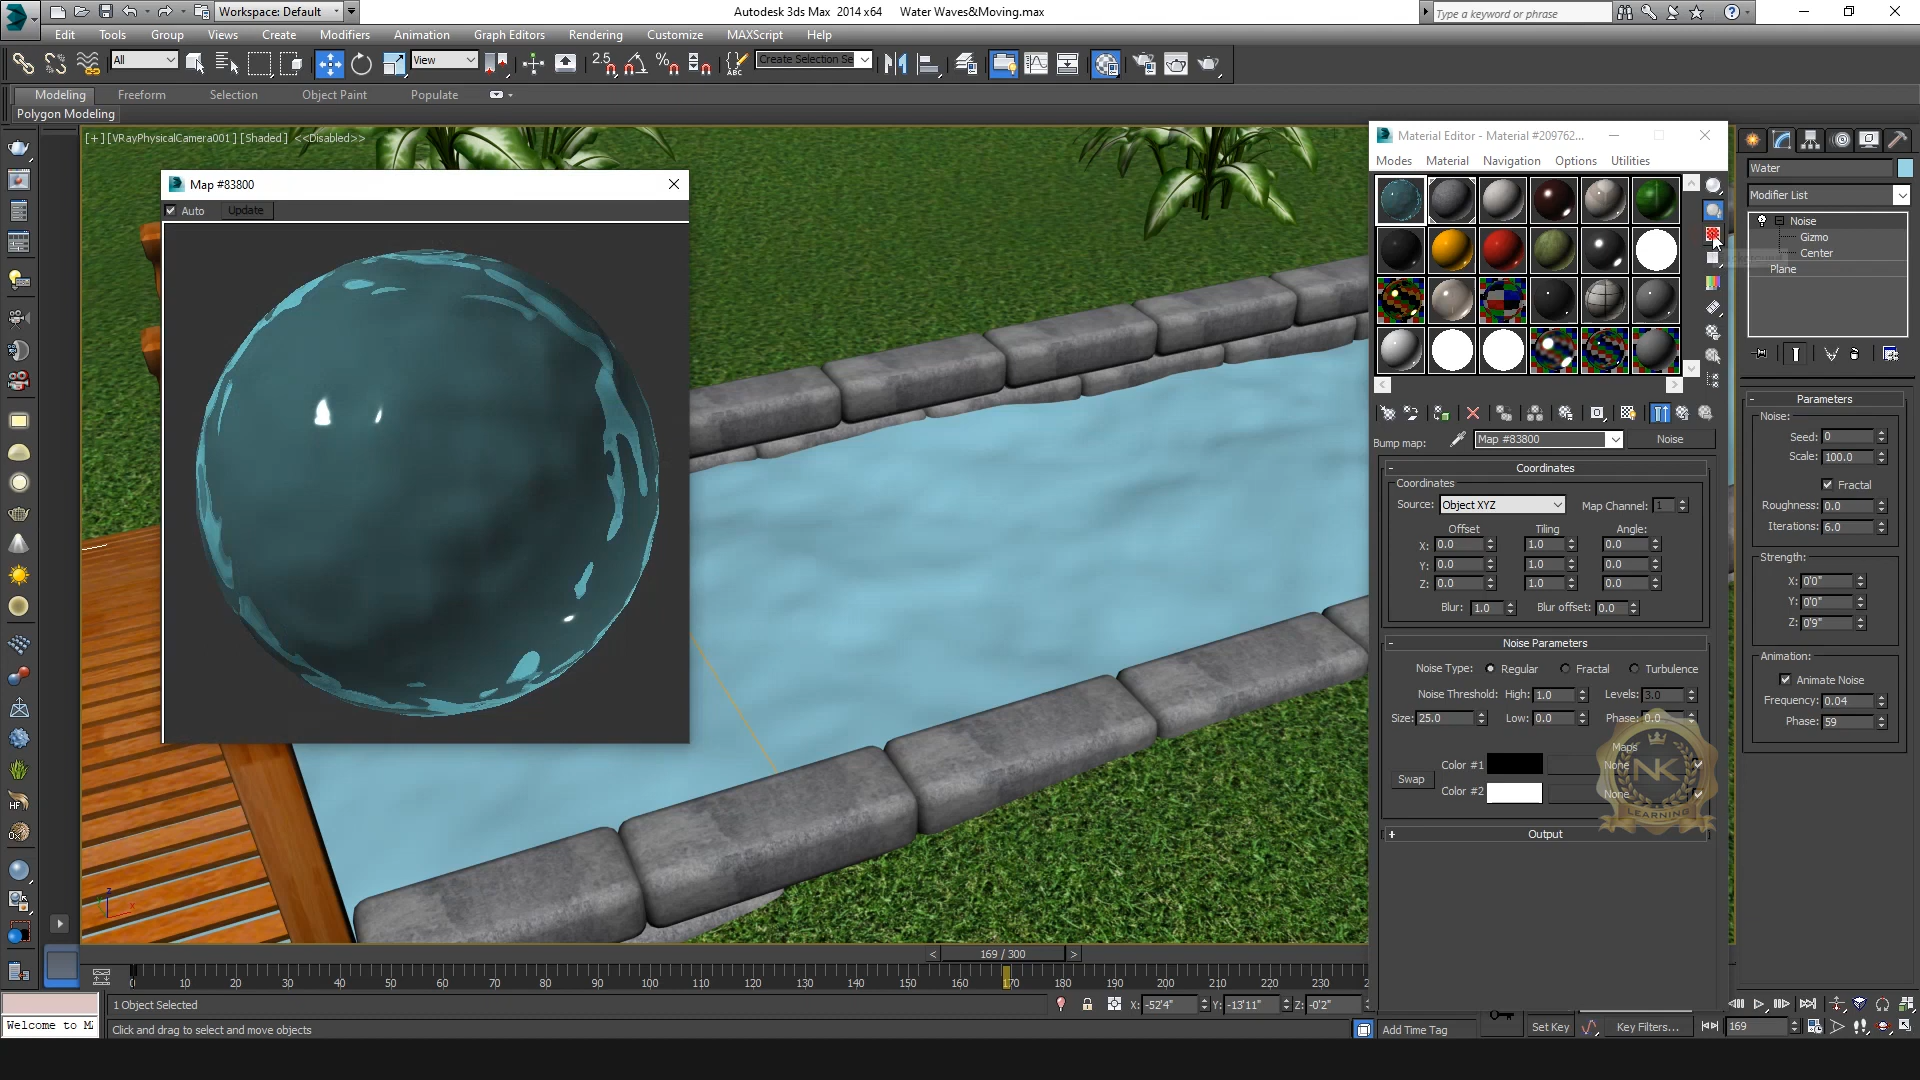 Workspace: Default
Autodesk 3ds Max 2014 x64 Water Waves&Moving.max
Type a keyword or phrase
Edit Tools Group Views Create Modifiers Animation Graph Editors Rendering Customize MAXScript Help
All View 2.5 Create Selection Se
Modeling Freeform Selection Object Paint Populate
Polygon Modeling
[+][VRayPhysicalCamera001][Shaded] <<Disabled>>
Map #83800
Auto Update
Material Editor - Material #209762...
Modes Material Navigation Options Utilities
Bump map: Map #83800 Noise
- Coordinates
Coordinates
Source: Object XYZ Map Channel: 1
Offset Tiling Angle:
X: 0.0 1.0 0.0
Y: 0.0 1.0 0.0
Z: 0.0 1.0 0.0
Blur: 1.0 Blur offset: 0.0
- Noise Parameters
Noise Type: Regular Fractal Turbulence
Noise Threshold: High: 1.0 Levels: 3.0
Size: 25.0 Low: 0.0 Phase: 0.0
Maps
Color #1 None
Swap
Color #2 None
+ Output
NK
LEARNING
Water
Modifier List
Noise
Gizmo
Center
Plane
- Parameters
Noise:
Seed: 0
Scale: 100.0
Fractal
Roughness: 0.0
Iterations: 6.0
Strength:
X: 0'0"
Y: 0'0"
Z: 0'9"
Animation:
Animate Noise
Frequency: 0.04
Phase: 59
< 169 / 300 >
0 10 20 30 40 50 60 70 80 90 100 110 120 130 140 150 160 170 180 190 200 210 220 230
1 Object Selected X: -52'4" Y: -13'11" Z: -0'2"
Welcome to M
Click and drag to select and move objects Add Time Tag Set Key Key Filters... 169